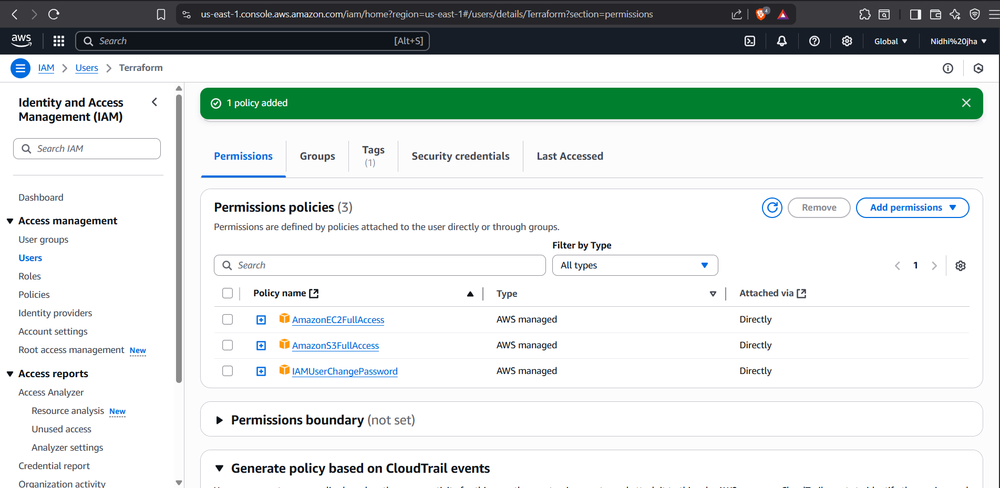 us-east-1.console.aws.amazon.com/iam/home?region=us-east-1#/users/details/Terraform?section=permissions
4
aws
Search
[Alt+S]
Global
Nidhi%20jha
IAM
Users
Terraform
Identity and Access
Management (IAM)
Search IAM
Dashboard
Access management
User groups
Users
Roles
Policies
Identity providers
Account settings
Root access management New
Access reports
Access Analyzer
Resource analysis New
Unused access
Analyzer settings
Credential report
Organization activity
1 policy added
Permissions
Groups
Tags
(1)
Security credentials
Last Accessed
Permissions policies (3)
Remove
Add permissions
Permissions are defined by policies attached to the user directly or through groups.
Filter by Type
Search
All types
1
Policy name
Type
Attached via
AmazonEC2FullAccess
AWS managed
Directly
AmazonS3FullAccess
AWS managed
Directly
IAMUserChangePassword
AWS managed
Directly
Permissions boundary (not set)
Generate policy based on CloudTrail events